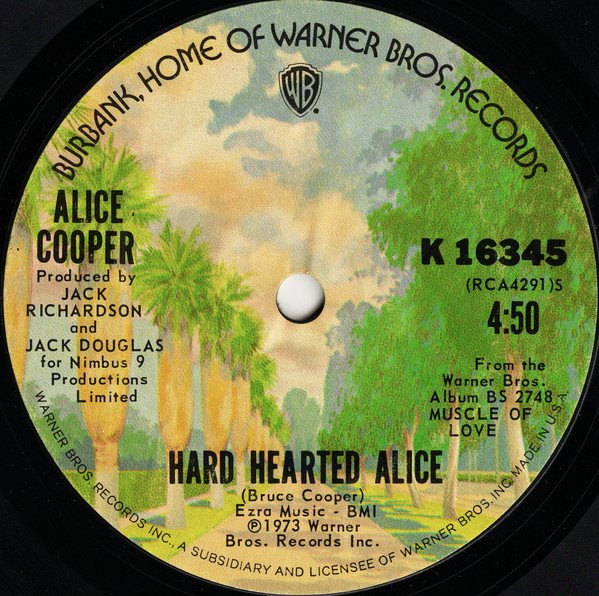 BURBANK, HOME OF WARNER BROS. RECORDS
WB
ALICE
COOPER
Produced by
JACK
RICHARDSON
and
JACK DOUGLAS
for Nimbus 9
Productions
Limited
K 16345
(RCA4291)S
4:50
From the
Warner Bros.
Album BS 2748
MUSCLE OF
LOVE
HARD HEARTED ALICE
(Bruce Cooper)
Ezra Music - BMI
℗1973 Warner
Bros. Records Inc.
WARNER BROS. RECORDS INC., A SUBSIDIARY AND LICENSEE OF WARNER BROS. INC. MADE IN U.S.A.